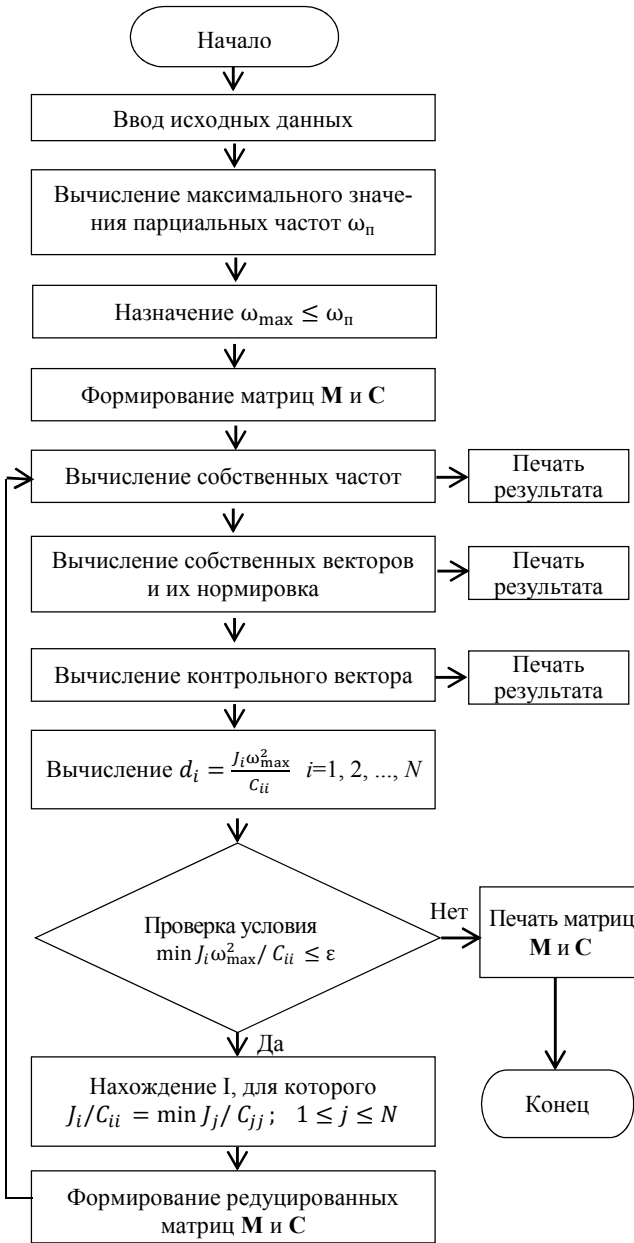 Начало
Ввод исходных данных
Вычисление максимального значе-
ния парциальных частот ωп
Назначение ωmax ≤ ωп
Формирование матриц М и С
Вычисление собственных частот
Печать
результата
Вычисление собственных векторов
и их нормировка
Печать
результата
Вычисление контрольного вектора
Печать
результата
Вычисление dᵢ = Jᵢω²max / Cᵢᵢ i=1, 2, ..., N
Проверка условия
min Jᵢω²max / Cᵢᵢ ≤ ε
Нет
Печать матриц
М и С
Да
Конец
Нахождение I, для которого
Jᵢ/Cᵢᵢ = min Jⱼ/ Cⱼⱼ; 1 ≤ j ≤ N
Формирование редуцированных
матриц М и С